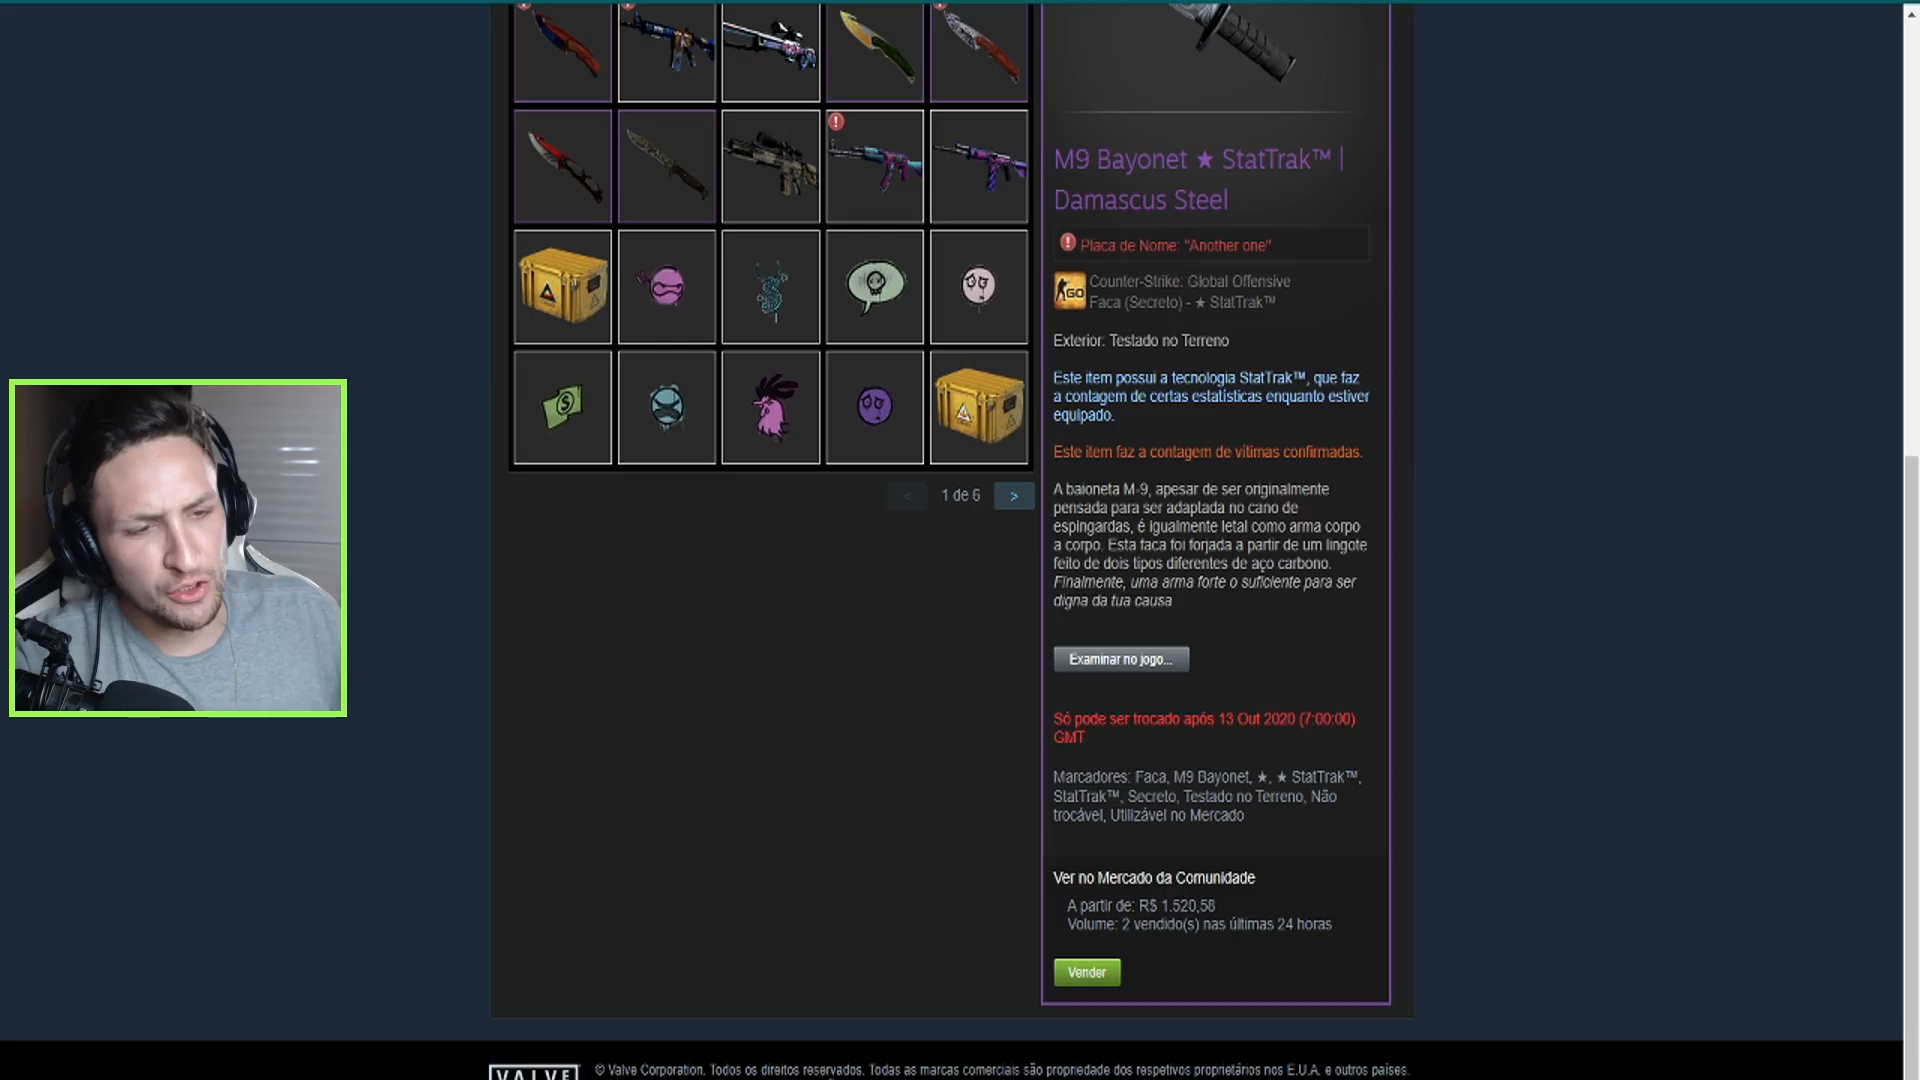 M9 Bayonet ★ StatTrak™ |
Damascus Steel
Placa de Nome: "Another one"
Counter-Strike: Global Offensive
Faca (Secreto) - ★ StatTrak™
Exterior: Testado no Terreno
Este item possui a tecnologia StatTrak™, que faz
a contagem de certas estatísticas enquanto estiver
equipado.
Este item faz a contagem de vítimas confirmadas.
A baioneta M-9, apesar de ser originalmente
pensada para ser adaptada no cano de
espingardas, é igualmente letal como arma corpo
a corpo. Esta faca foi forjada a partir de um lingote
feito de dois tipos diferentes de aço carbono.
Finalmente, uma arma forte o suficiente para ser
digna da tua causa
1 de 6
>
Examinar no jogo...
Só pode ser trocado após 13 Out 2020 (7:00:00)
GMT
Marcadores: Faca, M9 Bayonet, ★, ★ StatTrak™,
StatTrak™, Secreto, Testado no Terreno, Não
trocável, Utilizável no Mercado
Ver no Mercado da Comunidade
A partir de: R$ 1.520,58
Volume: 2 vendido(s) nas últimas 24 horas
Vender
VALVE
© Valve Corporation. Todos os direitos reservados. Todas as marcas comerciais são propriedade dos respetivos proprietários nos E.U.A. e outros países.